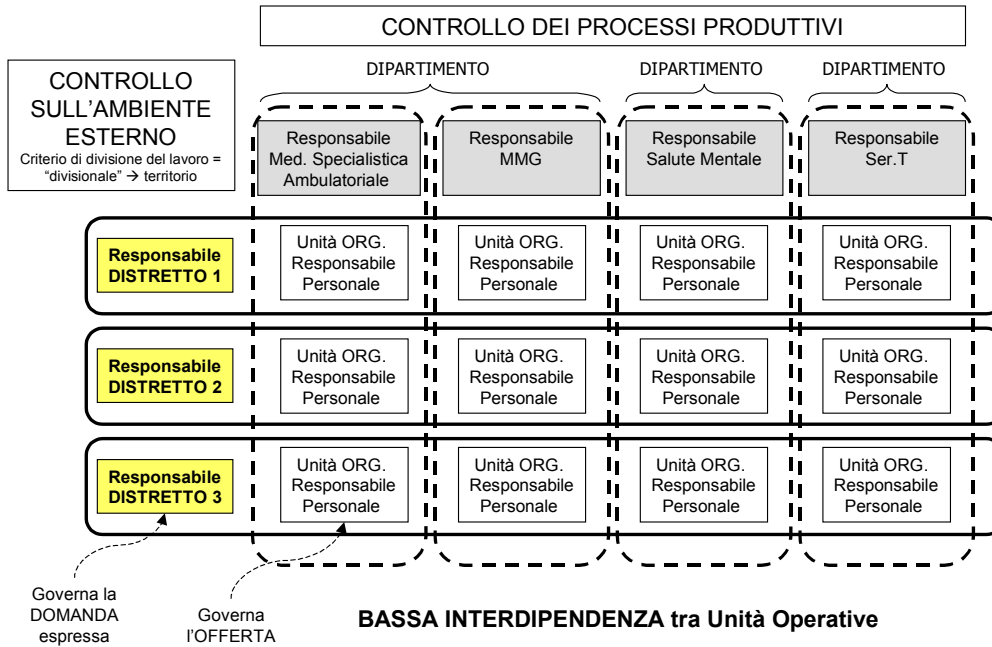 CONTROLLO DEI PROCESSI PRODUTTIVI
CONTROLLO
SULL'AMBIENTE
ESTERNO
Criterio di divisione del lavoro =
"divisionale" → territorio
DIPARTIMENTO
DIPARTIMENTO
DIPARTIMENTO
Responsabile
Med. Specialistica
Ambulatoriale
Responsabile
MMG
Responsabile
Salute Mentale
Responsabile
Ser.T
Responsabile
DISTRETTO 1
Unità ORG.
Responsabile
Personale
Unità ORG.
Responsabile
Personale
Unità ORG.
Responsabile
Personale
Unità ORG.
Responsabile
Personale
Responsabile
DISTRETTO 2
Unità ORG.
Responsabile
Personale
Unità ORG.
Responsabile
Personale
Unità ORG.
Responsabile
Personale
Unità ORG.
Responsabile
Personale
Responsabile
DISTRETTO 3
Unità ORG.
Responsabile
Personale
Unità ORG.
Responsabile
Personale
Unità ORG.
Responsabile
Personale
Unità ORG.
Responsabile
Personale
Governa la
DOMANDA
espressa
Governa
l'OFFERTA
BASSA INTERDIPENDENZA tra Unità Operative